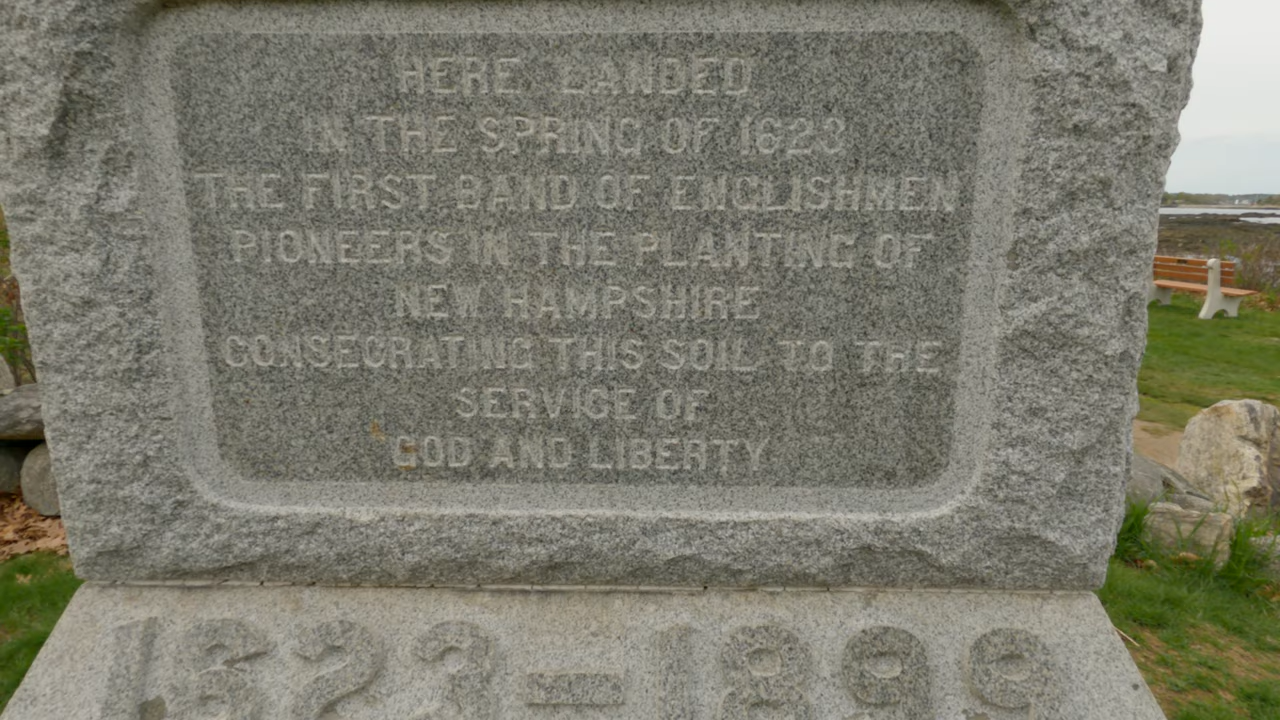 HERE LANDED
IN THE SPRING OF 1623
THE FIRST BAND OF ENGLISHMEN
PIONEERS IN THE PLANTING OF
NEW HAMPSHIRE
CONSECRATING THIS SOIL TO THE
SERVICE OF
GOD AND LIBERTY
1623-1899